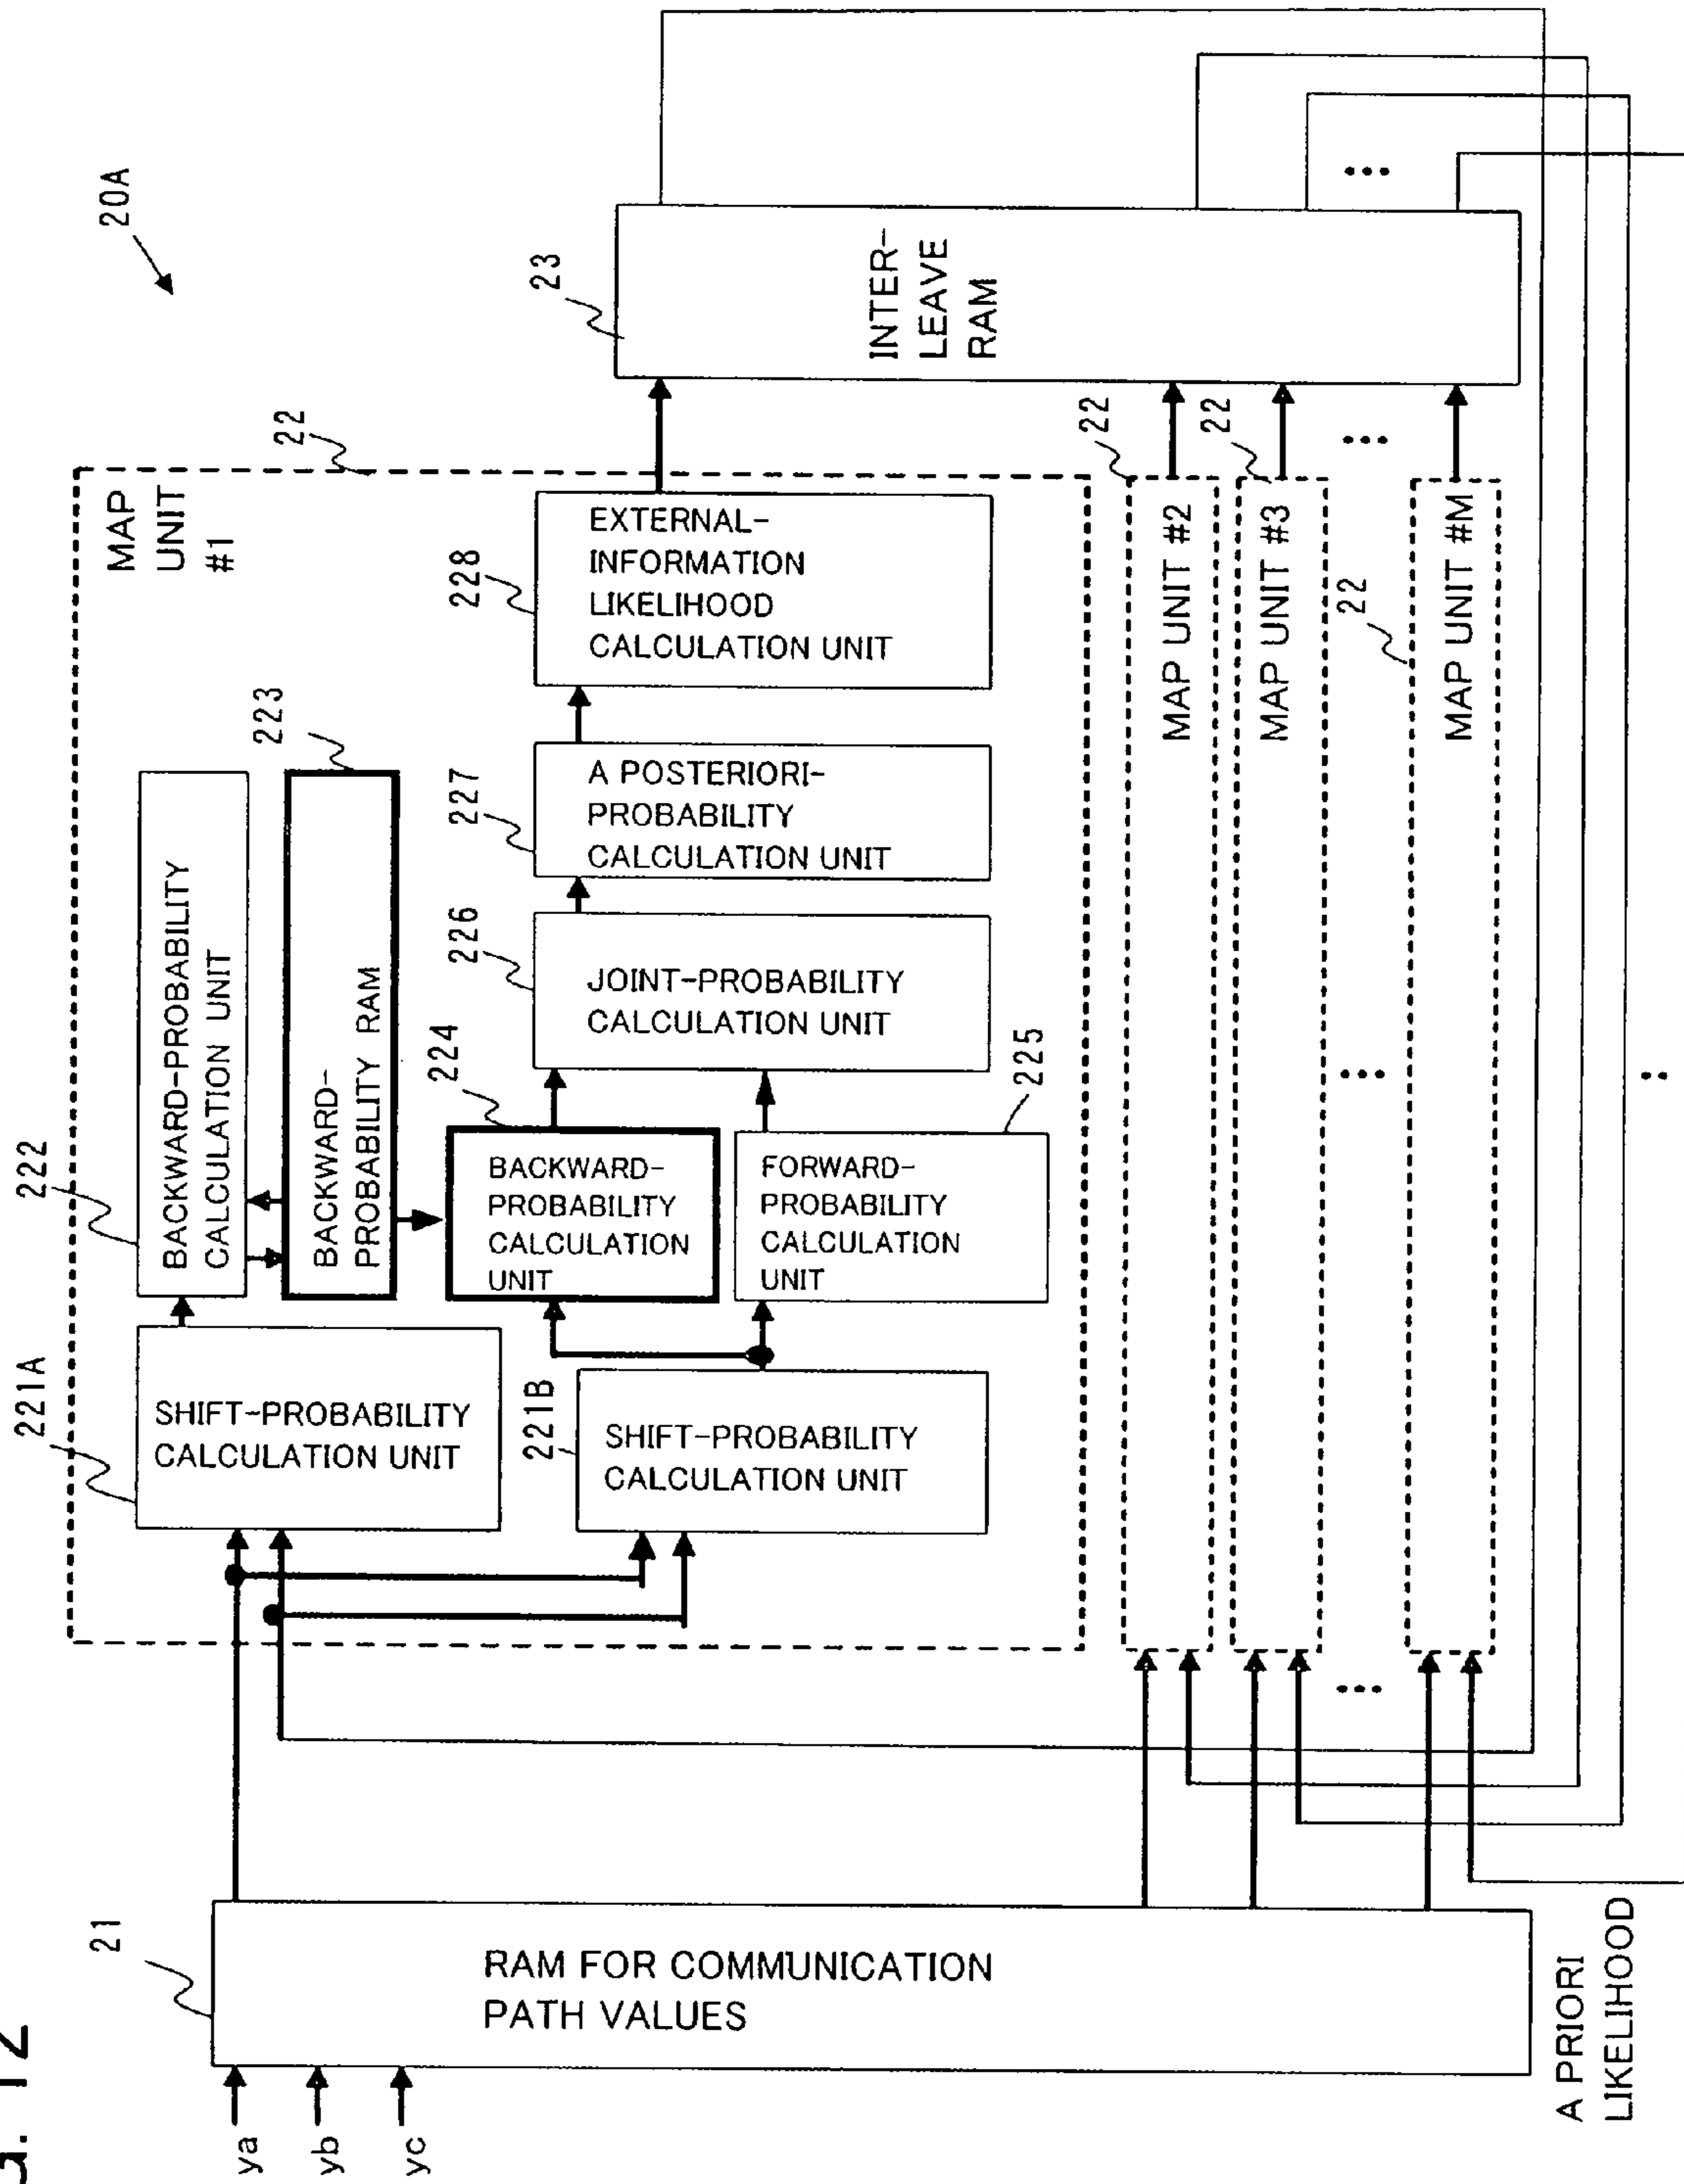 G. 12
20A
ya
yb
yc
21
RAM FOR COMMUNICATION
PATH VALUES
A PRIORI
LIKELIHOOD
22
MAP
UNIT
#1
221A
SHIFT-PROBABILITY
CALCULATION UNIT
221B
SHIFT-PROBABILITY
CALCULATION UNIT
222
BACKWARD-PROBABILITY
CALCULATION UNIT
223
BACKWARD-
PROBABILITY RAM
224
BACKWARD-
PROBABILITY
CALCULATION
UNIT
225
FORWARD-
PROBABILITY
CALCULATION
UNIT
226
JOINT-PROBABILITY
CALCULATION UNIT
227
A POSTERIORI-
PROBABILITY
CALCULATION UNIT
228
EXTERNAL-
INFORMATION
LIKELIHOOD
CALCULATION UNIT
23
INTER-
LEAVE
RAM
22
MAP UNIT #2
22
MAP UNIT #3
22
MAP UNIT #M